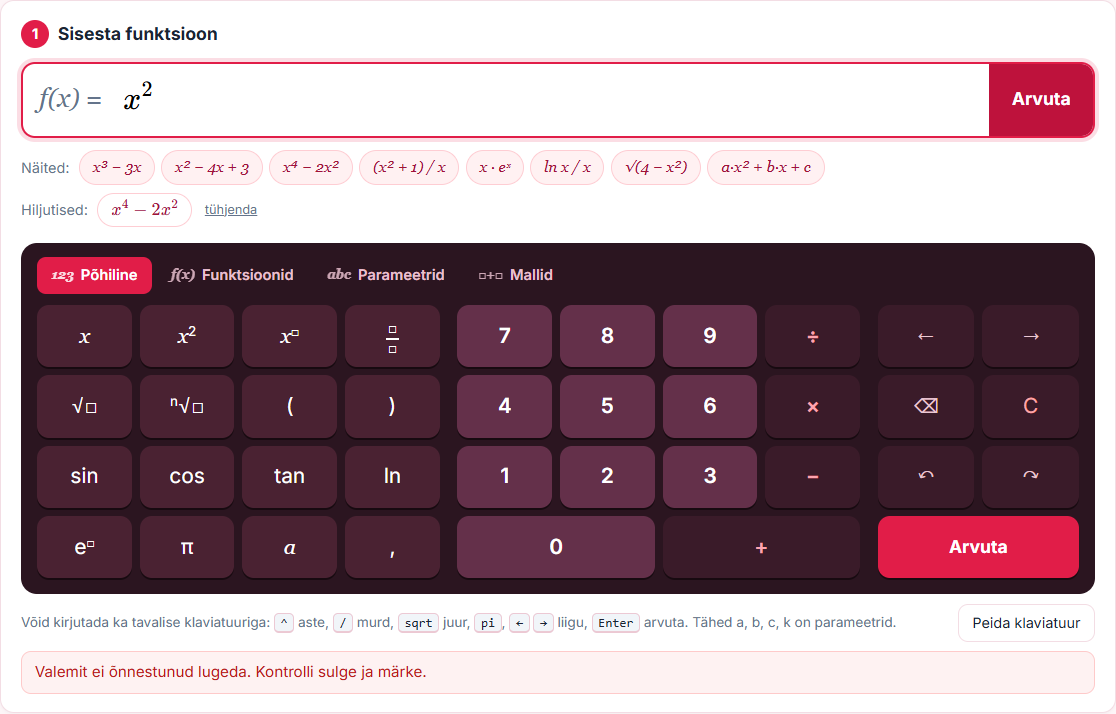 1 Sisesta funktsioon
f(x) = x² Arvuta
Näited: x³ − 3x x² − 4x + 3 x⁴ − 2x² (x² + 1) / x x · eˣ ln x / x √(4 − x²) a·x² + b·x + c
Hiljutised: x⁴ − 2x² tühjenda
123 Põhiline f(x) Funktsioonid abc Parameetrid □+□ Mallid
x x² x□ □/□ 7 8 9 ÷ ← →
√□ ⁿ√□ ( ) 4 5 6 × ⌫ C
sin cos tan ln 1 2 3 − ↶ ↷
e□ π a , 0 + Arvuta
Võid kirjutada ka tavalise klaviatuuriga: ^ aste, / murd, sqrt juur, pi, ← → liigu, Enter arvuta. Tähed a, b, c, k on parameetrid. Peida klaviatuur
Valemit ei õnnestunud lugeda. Kontrolli sulge ja märke.